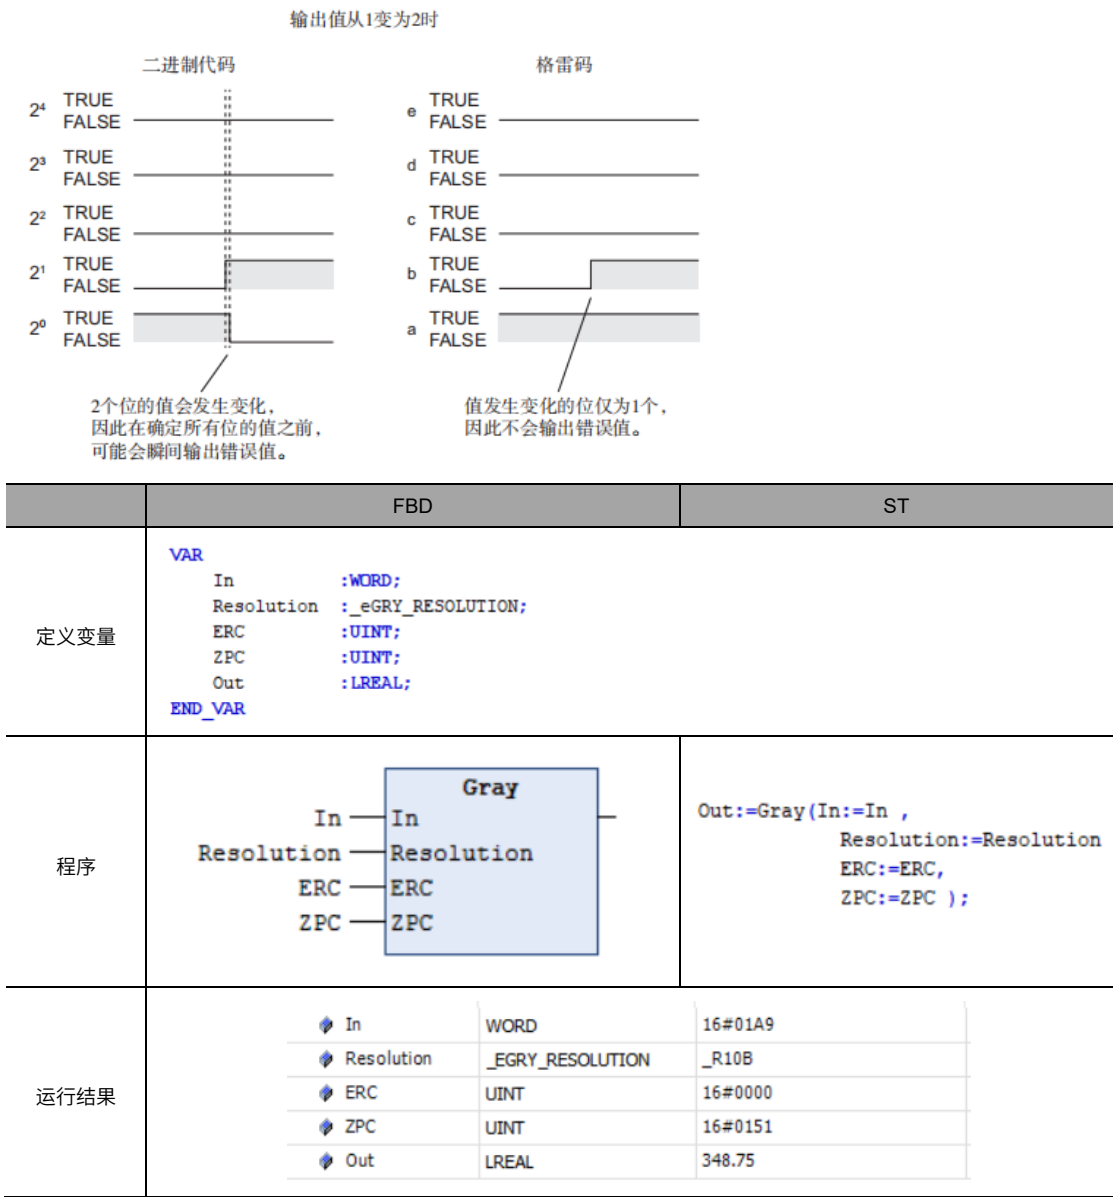 输出值从1变为2时
二进制代码
格雷码
2⁴ TRUE
FALSE
2³ TRUE
FALSE
2² TRUE
FALSE
2¹ TRUE
FALSE
2⁰ TRUE
FALSE
e TRUE
FALSE
d TRUE
FALSE
c TRUE
FALSE
b TRUE
FALSE
a TRUE
FALSE
2个位的值会发生变化，
因此在确定所有位的值之前，
可能会瞬间输出错误值。
值发生变化的位仅为1个，
因此不会输出错误值。
FBD ST
定义变量
VAR
In :WORD;
Resolution :_eGRY_RESOLUTION;
ERC :UINT;
ZPC :UINT;
Out :LREAL;
END_VAR
程序
Gray
In In
Resolution Resolution
ERC ERC
ZPC ZPC
Out:=Gray(In:=In ,
Resolution:=Resolution
ERC:=ERC,
ZPC:=ZPC );
运行结果
In WORD 16#01A9
Resolution _EGRY_RESOLUTION _R10B
ERC UINT 16#0000
ZPC UINT 16#0151
Out LREAL 348.75